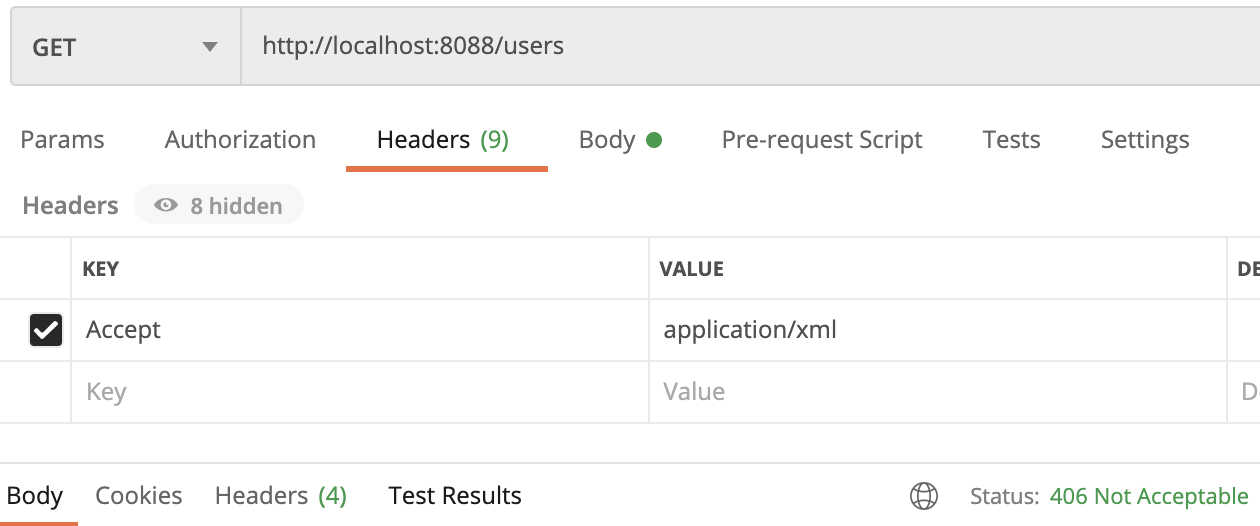 GET http://localhost:8088/users
Params Authorization Headers (9) Body Pre-request Script Tests Settings
Headers 8 hidden
KEY VALUE DE
Accept application/xml
Key Value D
Body Cookies Headers (4) Test Results Status: 406 Not Acceptable